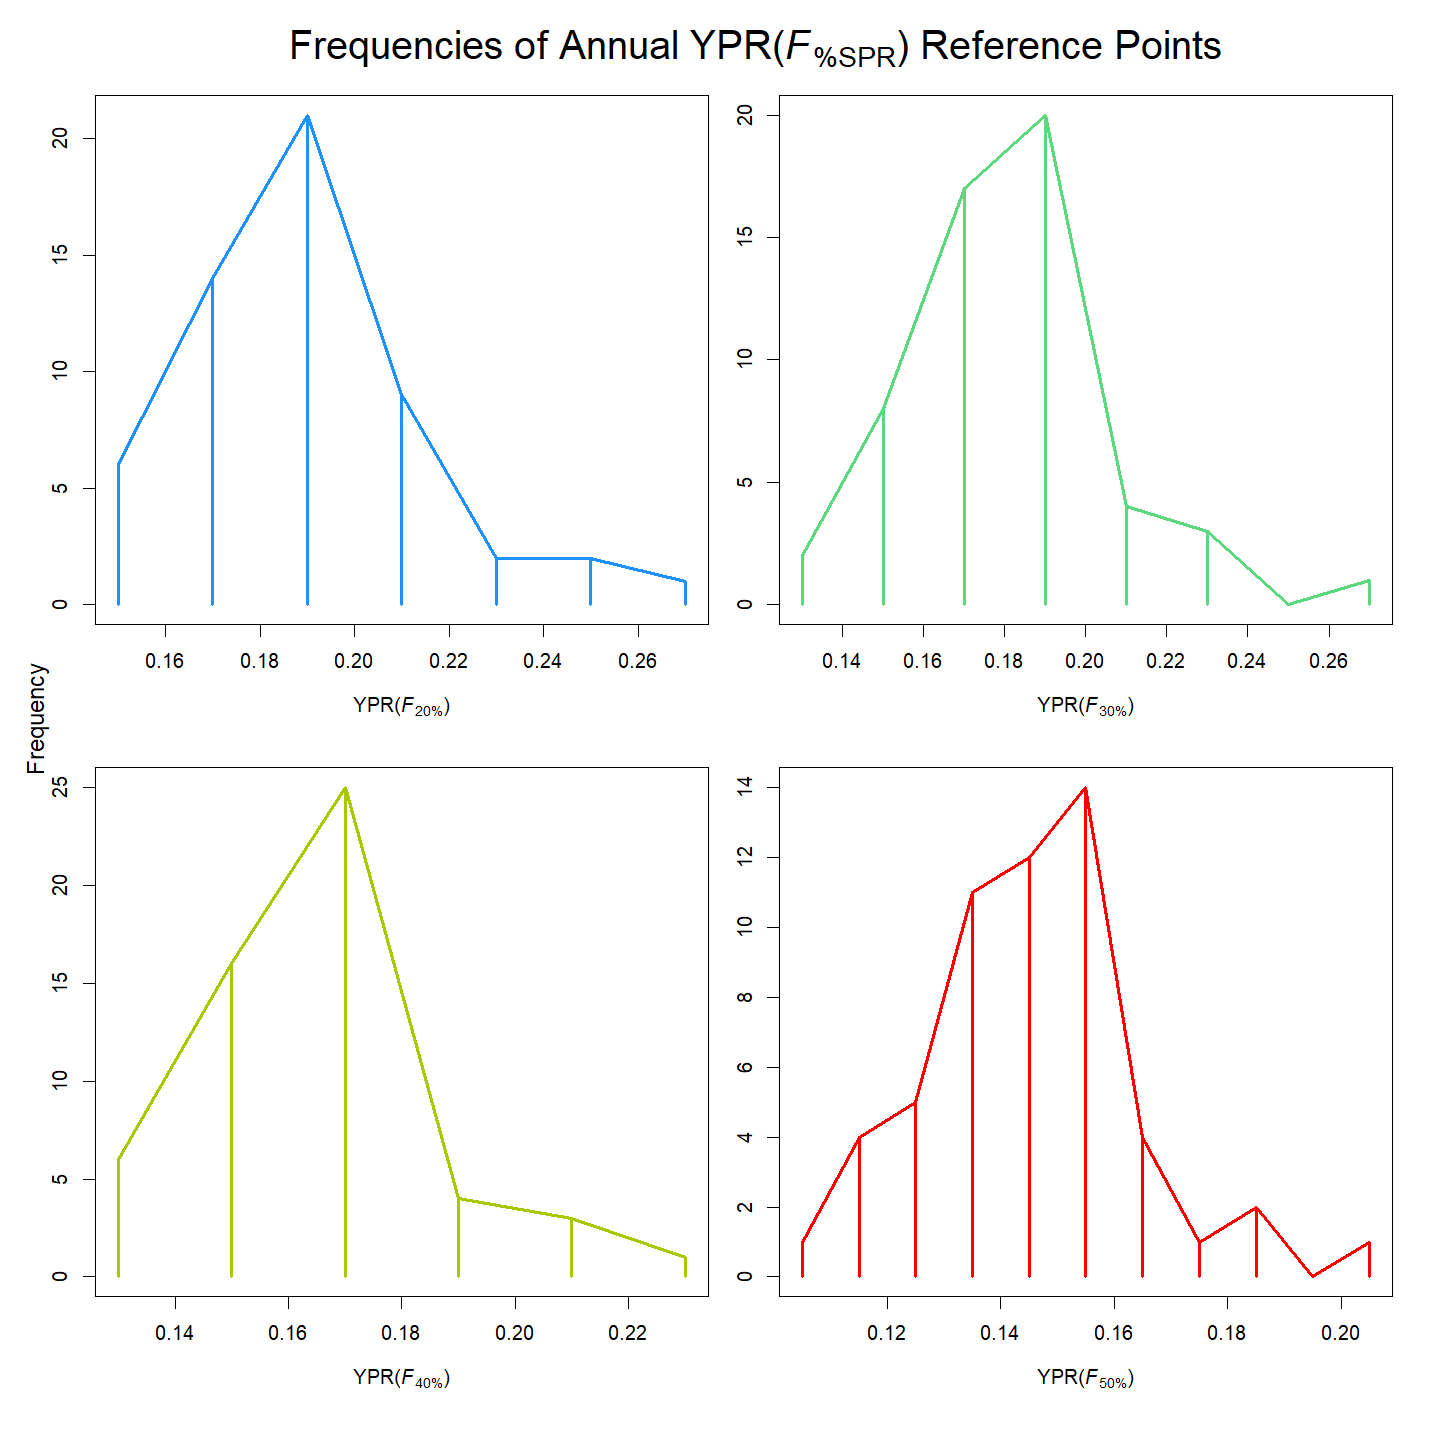 Frequencies of Annual YPR(F%SPR) Reference Points
Frequency
20
15
10
5
0
0.16 0.18 0.20 0.22 0.24 0.26
YPR(F20%)
20
15
10
5
0
0.14 0.16 0.18 0.20 0.22 0.24 0.26
YPR(F30%)
25
20
15
10
5
0
0.14 0.16 0.18 0.20 0.22
YPR(F40%)
14
12
10
8
6
4
2
0
0.12 0.14 0.16 0.18 0.20
YPR(F50%)